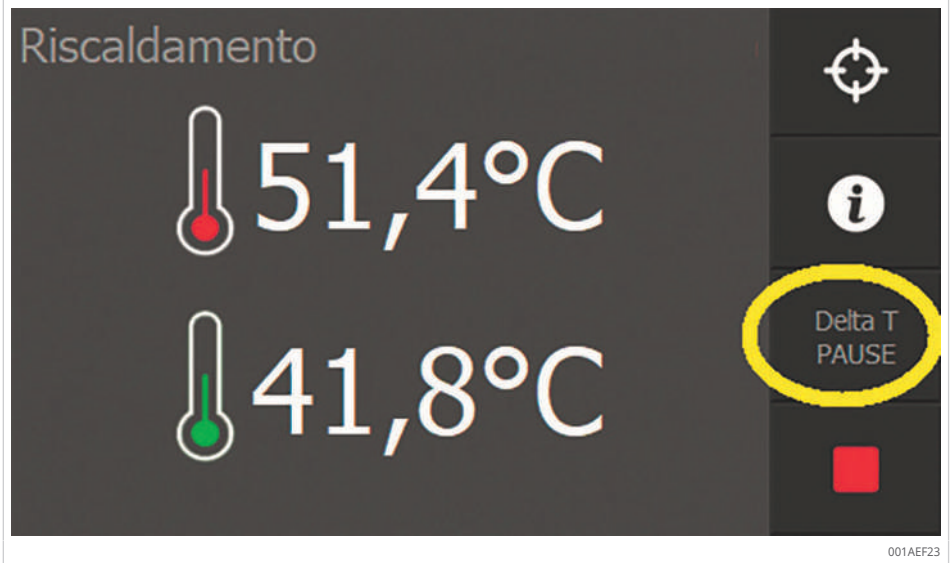 Riscaldamento
51,4°C
41,8°C
i
Delta T
PAUSE
001AEF23